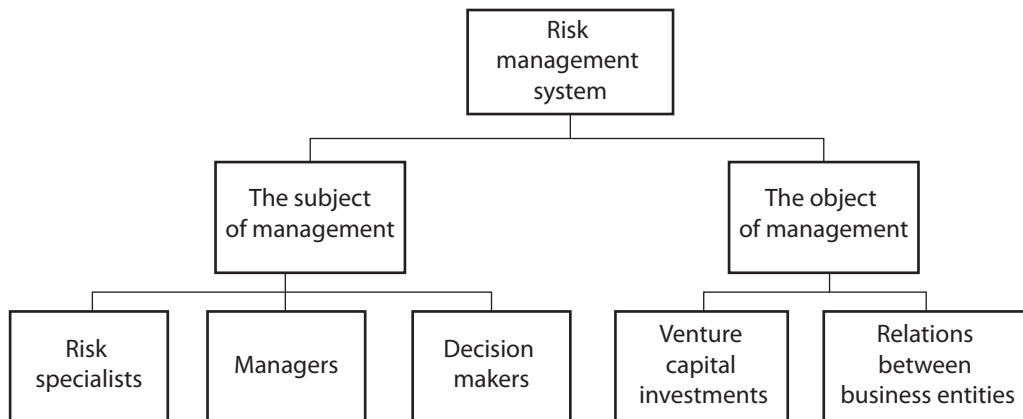 Risk
management
system
The subject
of management
The object
of management
Risk
specialists
Managers
Decision
makers
Venture
capital
investments
Relations
between
business entities